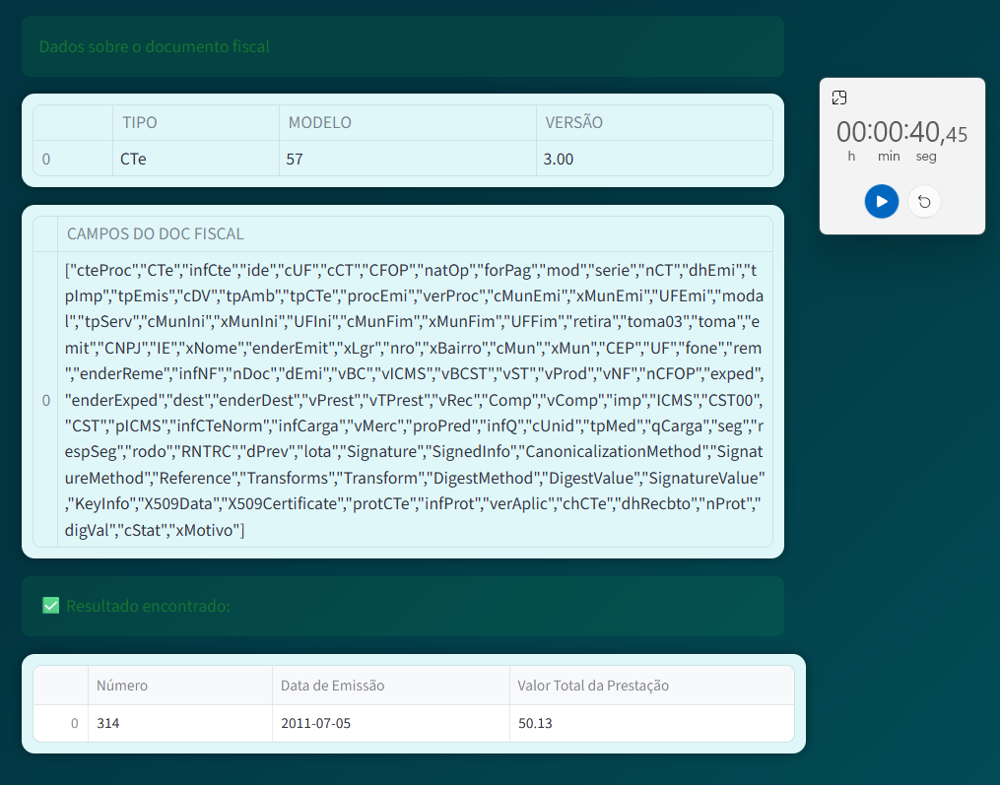 Dados sobre o documento fiscal
TIPO MODELO VERSÃO
0 CTe 57 3.00
00:00:40,45
h min seg
CAMPOS DO DOC FISCAL
["cteProc","CTe","infCte","ide","cUF","cCT","CFOP","natOp","forPag","mod","serie","nCT","dhEmi","t
pImp","tpEmis","cDV","tpAmb","tpCTe","procEmi","verProc","cMunEmi","xMunEmi","UFEmi","moda
l","tpServ","cMunIni","xMunIni","UFIni","cMunFim","xMunFim","UFFim","retira","toma03","toma","e
mit","CNPJ","IE","xNome","enderEmit","xLgr","nro","xBairro","cMun","xMun","CEP","UF","fone","rem
","enderReme","infNF","nDoc","dEmi","vBC","vICMS","vBCST","vST","vProd","vNF","nCFOP","exped",
0 "enderExped","dest","enderDest","vPrest","vTPrest","vRec","Comp","vComp","imp","ICMS","CST00",
"CST","pICMS","infCTeNorm","infCarga","vMerc","proPred","infQ","cUnid","tpMed","qCarga","seg","r
espSeg","rodo","RNTRC","dPrev","lota","Signature","SignedInfo","CanonicalizationMethod","Signat
ureMethod","Reference","Transforms","Transform","DigestMethod","DigestValue","SignatureValue"
,"KeyInfo","X509Data","X509Certificate","protCTe","infProt","verAplic","chCTe","dhRecbto","nProt","
digVal","cStat","xMotivo"]
Resultado encontrado:
Número Data de Emissão Valor Total da Prestação
0 314 2011-07-05 50.13